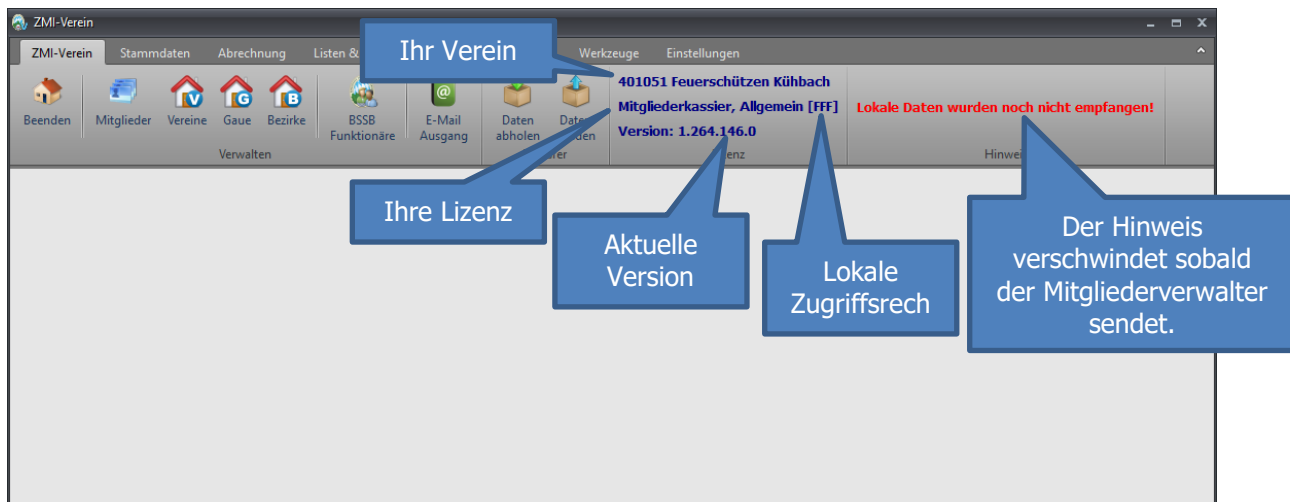 ZMI-Verein
ZMI-Verein Stammdaten Abrechnung Listen & Werkzeuge Einstellungen
Ihr Verein
401051 Feuerschützen Kühbach
Mitgliederkassier, Allgemein [FFF]
Version: 1.264.146.0
Lokale Daten wurden noch nicht empfangen!
Beenden
Mitglieder
Vereine
Gaue
Bezirke
BSSB
Funktionäre
E-Mail
Ausgang
Daten
abholen
Verwalten
Ihre Lizenz
Aktuelle
Version
Lokale
Zugriffsrech
Der Hinweis
verschwindet sobald
der Mitgliederverwalter
sendet.